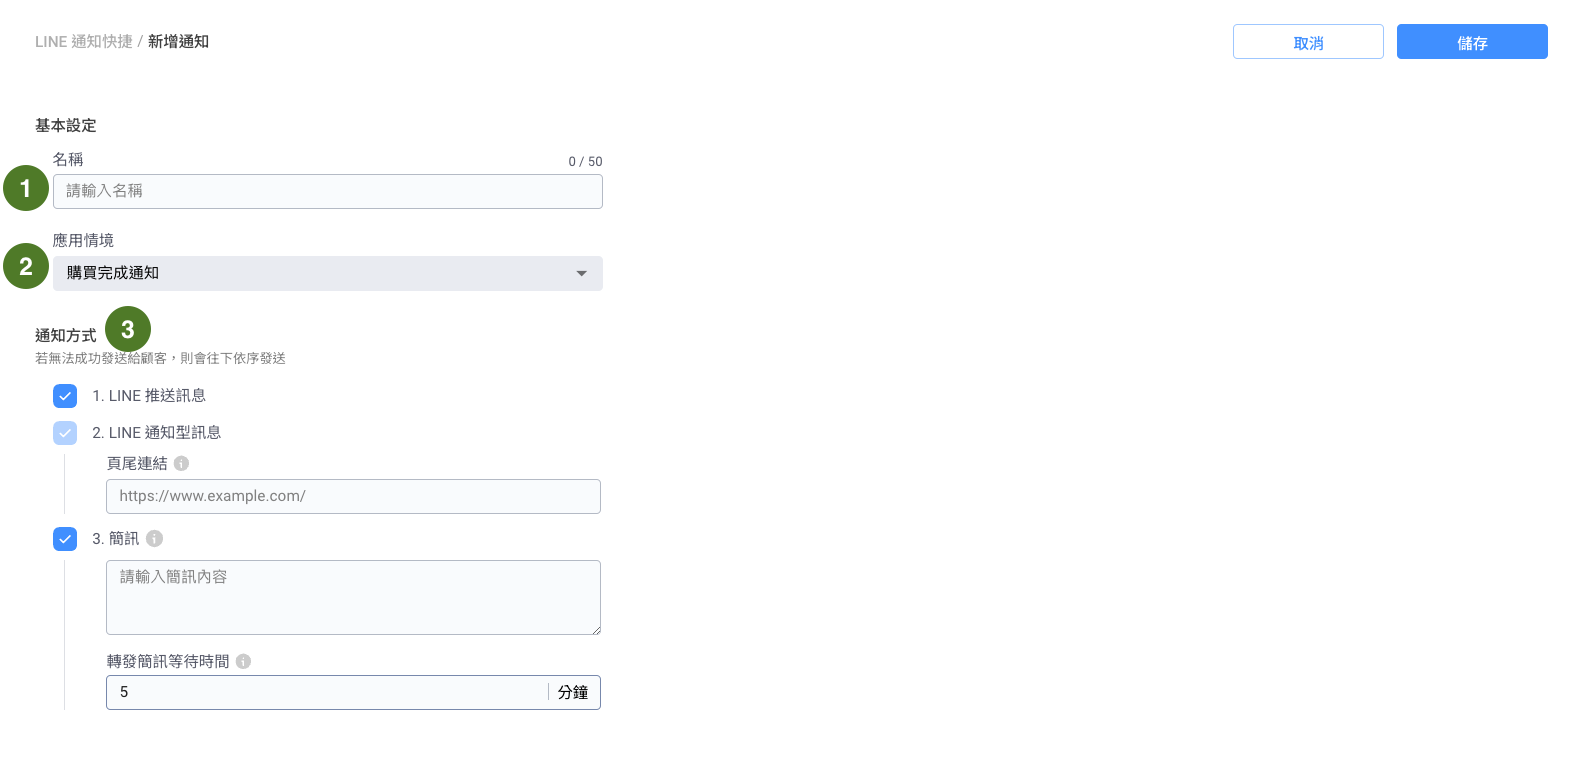 LINE 通知快捷 / 新增通知
取消
儲存
基本設定
名稱
0 / 50
1
請輸入名稱
應用情境
2
購買完成通知
通知方式
3
若無法成功發送給顧客，則會往下依序發送
1. LINE 推送訊息
2. LINE 通知型訊息
頁尾連結
https://www.example.com/
3. 簡訊
請輸入簡訊內容
轉發簡訊等待時間
5
分鐘